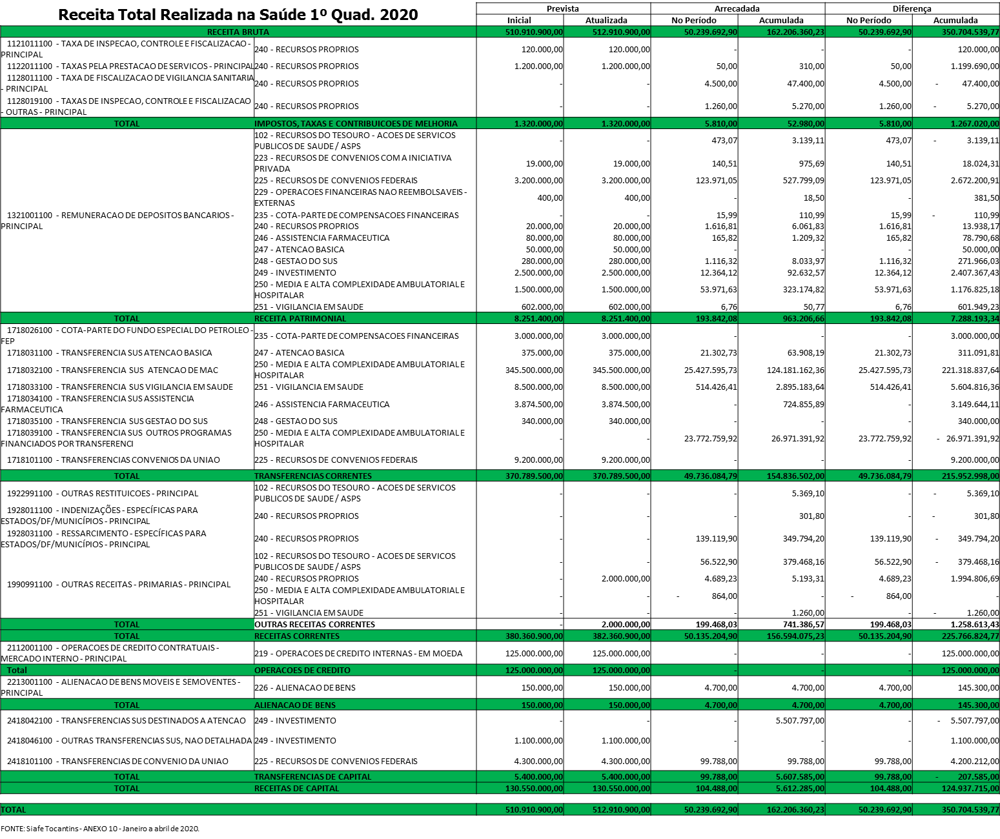 Receita Total Realizada na Saúde 1º Quad. 2020
Prevista Arrecadada Diferença
Inicial Atualizada No Período Acumulada No Período Acumulada
RECEITA BRUTA 510.910.900,00 512.910.900,00 50.239.692,90 162.206.360,23 50.239.692,90 350.704.539,77
1121011100 - TAXA DE INSPECAO, CONTROLE E FISCALIZACAO -
PRINCIPAL
240 - RECURSOS PROPRIOS 120.000,00 120.000,00 - - - 120.000,00
1122011100 - TAXAS PELA PRESTACAO DE SERVICOS - PRINCIPAL 240 - RECURSOS PROPRIOS 1.200.000,00 1.200.000,00 50,00 310,00 50,00 1.199.690,00
1128011100 - TAXA DE FISCALIZACAO DE VIGILANCIA SANITARIA
- PRINCIPAL
240 - RECURSOS PROPRIOS - - 4.500,00 47.400,00 4.500,00 - 47.400,00
1128019100 - TAXAS DE INSPECAO, CONTROLE E FISCALIZACAO
- OUTRAS - PRINCIPAL
240 - RECURSOS PROPRIOS - - 1.260,00 5.270,00 1.260,00 - 5.270,00
TOTAL IMPOSTOS, TAXAS E CONTRIBUICOES DE MELHORIA 1.320.000,00 1.320.000,00 5.810,00 52.980,00 5.810,00 1.267.020,00
1321001100 - REMUNERACAO DE DEPOSITOS BANCARIOS -
PRINCIPAL
102 - RECURSOS DO TESOURO - ACOES DE SERVICOS
PUBLICOS DE SAUDE / ASPS
- - 473,07 3.139,11 473,07 - 3.139,11
223 - RECURSOS DE CONVENIOS COM A INICIATIVA
PRIVADA
19.000,00 19.000,00 140,51 975,69 140,51 18.024,31
225 - RECURSOS DE CONVENIOS FEDERAIS 3.200.000,00 3.200.000,00 123.971,05 527.799,09 123.971,05 2.672.200,91
229 - OPERACOES FINANCEIRAS NAO REEMBOLSAVEIS -
EXTERNAS
400,00 400,00 - 18,50 - 381,50
235 - COTA-PARTE DE COMPENSACOES FINANCEIRAS - - 15,99 110,99 15,99 - 110,99
240 - RECURSOS PROPRIOS 20.000,00 20.000,00 1.616,81 6.061,83 1.616,81 13.938,17
246 - ASSISTENCIA FARMACEUTICA 80.000,00 80.000,00 165,82 1.209,32 165,82 78.790,68
247 - ATENCAO BASICA 50.000,00 50.000,00 - - - 50.000,00
248 - GESTAO DO SUS 280.000,00 280.000,00 1.116,32 8.033,97 1.116,32 271.966,03
249 - INVESTIMENTO 2.500.000,00 2.500.000,00 12.364,12 92.632,57 12.364,12 2.407.367,43
250 - MEDIA E ALTA COMPLEXIDADE AMBULATORIAL E
HOSPITALAR
1.500.000,00 1.500.000,00 53.971,63 323.174,82 53.971,63 1.176.825,18
251 - VIGILANCIA EM SAUDE 602.000,00 602.000,00 6,76 50,77 6,76 601.949,23
TOTAL RECEITA PATRIMONIAL 8.251.400,00 8.251.400,00 193.842,08 963.206,66 193.842,08 7.288.193,34
1718026100 - COTA-PARTE DO FUNDO ESPECIAL DO PETROLEO -
FEP
235 - COTA-PARTE DE COMPENSACOES FINANCEIRAS 3.000.000,00 3.000.000,00 - - - 3.000.000,00
1718031100 - TRANSFERENCIA SUS ATENCAO BASICA 247 - ATENCAO BASICA 375.000,00 375.000,00 21.302,73 63.908,19 21.302,73 311.091,81
1718032100 - TRANSFERENCIA SUS ATENCAO DE MAC
250 - MEDIA E ALTA COMPLEXIDADE AMBULATORIAL E
HOSPITALAR
345.500.000,00 345.500.000,00 25.427.595,73 124.181.162,36 25.427.595,73 221.318.837,64
1718033100 - TRANSFERENCIA SUS VIGILANCIA EM SAUDE 251 - VIGILANCIA EM SAUDE 8.500.000,00 8.500.000,00 514.426,41 2.895.183,64 514.426,41 5.604.816,36
1718034100 - TRANSFERENCIA SUS ASSISTENCIA
FARMACEUTICA
246 - ASSISTENCIA FARMACEUTICA 3.874.500,00 3.874.500,00 - 724.855,89 - 3.149.644,11
1718035100 - TRANSFERENCIA SUS GESTAO DO SUS 248 - GESTAO DO SUS 340.000,00 340.000,00 - - - 340.000,00
1718039100 - TRANSFERENCIA SUS OUTROS PROGRAMAS
FINANCIADOS POR TRANSFERENCI
250 - MEDIA E ALTA COMPLEXIDADE AMBULATORIAL E
HOSPITALAR
- - 23.772.759,92 26.971.391,92 23.772.759,92 - 26.971.391,92
1718101100 - TRANSFERENCIAS CONVENIOS DA UNIAO 225 - RECURSOS DE CONVENIOS FEDERAIS 9.200.000,00 9.200.000,00 - - - 9.200.000,00
TOTAL TRANSFERENCIAS CORRENTES 370.789.500,00 370.789.500,00 49.736.084,79 154.836.502,00 49.736.084,79 215.952.998,00
1922991100 - OUTRAS RESTITUICOES - PRINCIPAL
102 - RECURSOS DO TESOURO - ACOES DE SERVICOS
PUBLICOS DE SAUDE / ASPS
- - - 5.369,10 - - 5.369,10
1928011100 - INDENIZAÇÕES - ESPECÍFICAS PARA
ESTADOS/DF/MUNICÍPIOS - PRINCIPAL
240 - RECURSOS PROPRIOS - - - 301,80 - - 301,80
1928031100 - RESSARCIMENTO - ESPECÍFICAS PARA
ESTADOS/DF/MUNICÍPIOS - PRINCIPAL
240 - RECURSOS PROPRIOS - - 139.119,90 349.794,20 139.119,90 - 349.794,20
1990991100 - OUTRAS RECEITAS - PRIMARIAS - PRINCIPAL
102 - RECURSOS DO TESOURO - ACOES DE SERVICOS
PUBLICOS DE SAUDE / ASPS
- - 56.522,90 379.468,16 56.522,90 - 379.468,16
240 - RECURSOS PROPRIOS - 2.000.000,00 4.689,23 5.193,31 4.689,23 1.994.806,69
250 - MEDIA E ALTA COMPLEXIDADE AMBULATORIAL E
HOSPITALAR
- - - 864,00 - - 864,00 -
251 - VIGILANCIA EM SAUDE - - - 1.260,00 - - 1.260,00
TOTAL OUTRAS RECEITAS CORRENTES - 2.000.000,00 199.468,03 741.386,57 199.468,03 1.258.613,43
TOTAL RECEITAS CORRENTES 380.360.900,00 382.360.900,00 50.135.204,90 156.594.075,23 50.135.204,90 225.766.824,77
2112001100 - OPERACOES DE CREDITO CONTRATUAIS -
MERCADO INTERNO - PRINCIPAL
219 - OPERACOES DE CREDITO INTERNAS - EM MOEDA 125.000.000,00 125.000.000,00 - - - 125.000.000,00
Total OPERACOES DE CREDITO 125.000.000,00 125.000.000,00 - - - 125.000.000,00
2213001100 - ALIENACAO DE BENS MOVEIS E SEMOVENTES -
PRINCIPAL
226 - ALIENACAO DE BENS 150.000,00 150.000,00 4.700,00 4.700,00 4.700,00 145.300,00
TOTAL ALIENACAO DE BENS 150.000,00 150.000,00 4.700,00 4.700,00 4.700,00 145.300,00
2418042100 - TRANSFERENCIAS SUS DESTINADOS A ATENCAO 249 - INVESTIMENTO - - - 5.507.797,00 - - 5.507.797,00
2418046100 - OUTRAS TRANSFERENCIAS SUS, NAO DETALHADA 249 - INVESTIMENTO 1.100.000,00 1.100.000,00 - - - 1.100.000,00
2418101100 - TRANSFERENCIAS DE CONVENIO DA UNIAO 225 - RECURSOS DE CONVENIOS FEDERAIS 4.300.000,00 4.300.000,00 99.788,00 99.788,00 99.788,00 4.200.212,00
TOTAL TRANSFERENCIAS DE CAPITAL 5.400.000,00 5.400.000,00 99.788,00 5.607.585,00 99.788,00 - 207.585,00
TOTAL RECEITAS DE CAPITAL 130.550.000,00 130.550.000,00 104.488,00 5.612.285,00 104.488,00 124.937.715,00
TOTAL 510.910.900,00 512.910.900,00 50.239.692,90 162.206.360,23 50.239.692,90 350.704.539,77
FONTE: Siafe Tocantins - ANEXO 10 - Janeiro a abril de 2020.